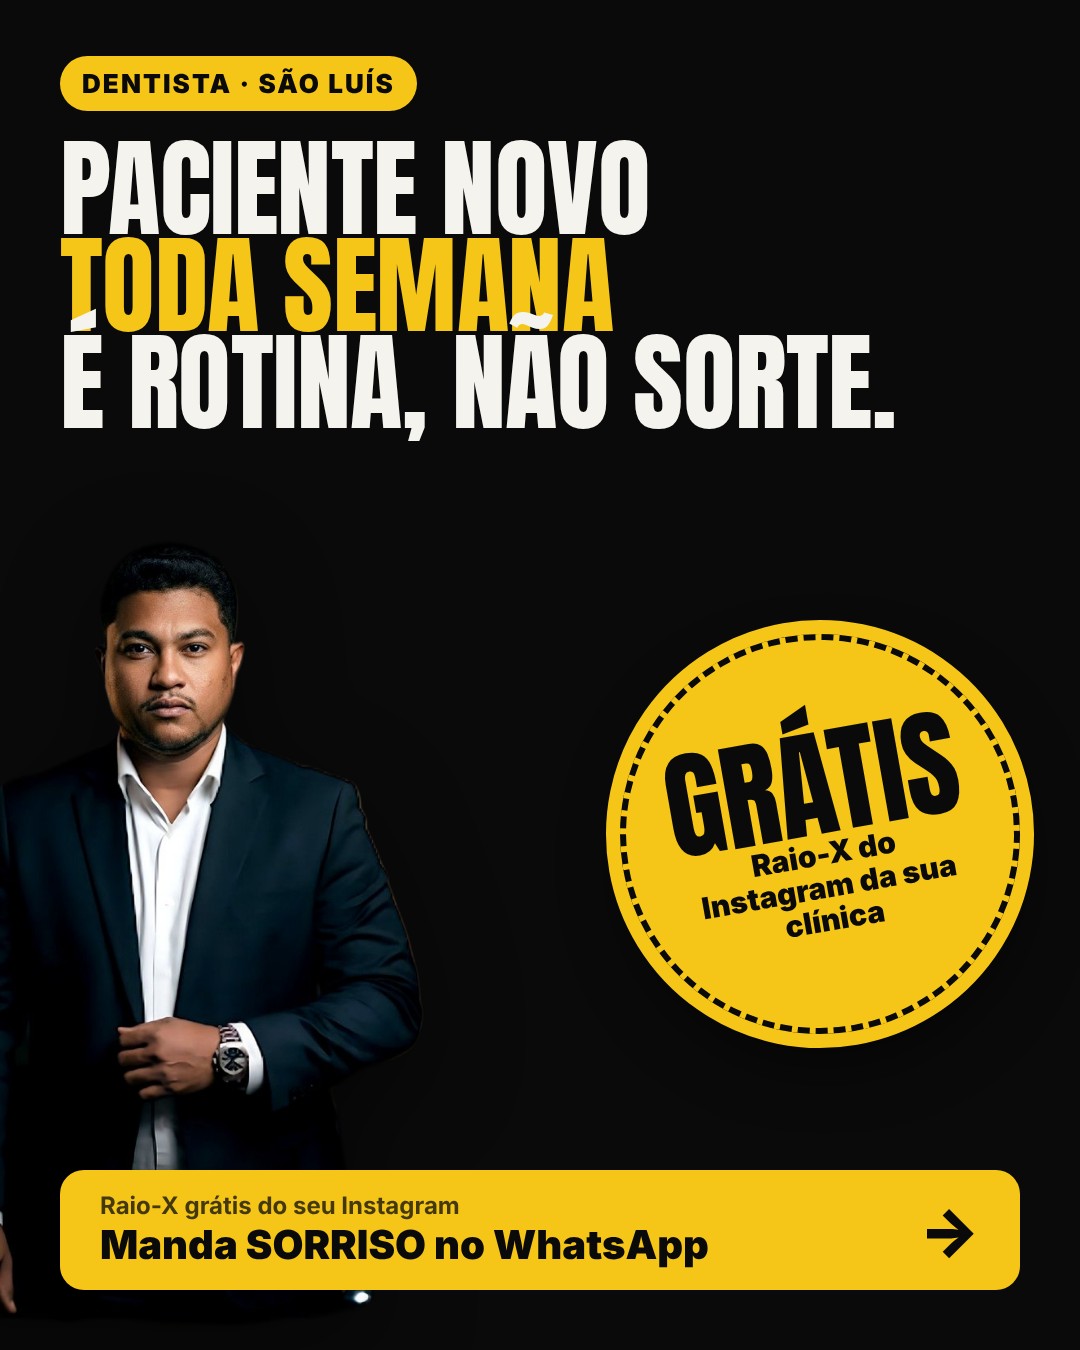 DENTISTA · SÃO LUÍS
PACIENTE NOVO
TODA SEMANA
É ROTINA, NÃO SORTE.
GRÁTIS
Raio-X do
Instagram da sua
clínica
Raio-X grátis do seu Instagram
Manda SORRISO no WhatsApp